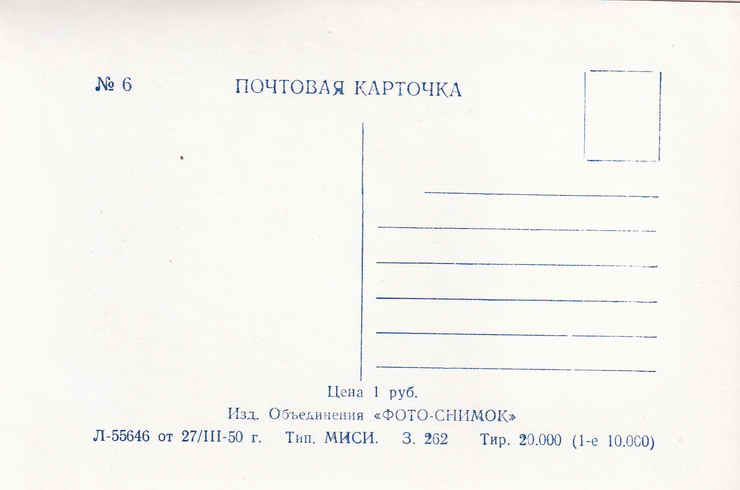 № 6
ПОЧТОВАЯ КАРТОЧКА
Цена 1 руб.
Изд. Объединения «ФОТО-СНИМОК»
Л-55646 от 27/III-50 г. Тип. МИСИ. З. 262 Тир. 20.000 (1-е 10.000)